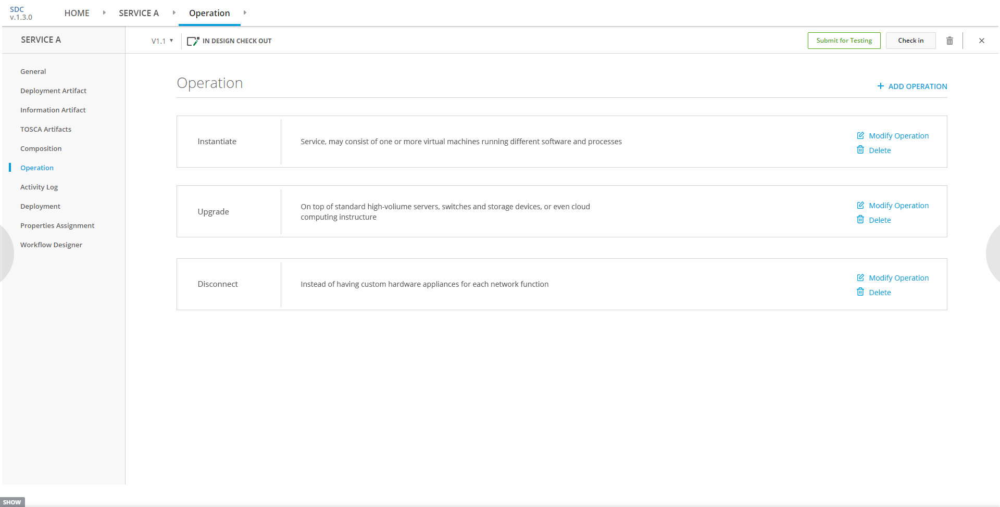 SDC
v.1.3.0
HOME
SERVICE A
Operation
SERVICE A
V1.1
IN DESIGN CHECK OUT
Submit for Testing
Check in
General
Deployment Artifact
Information Artifact
TOSCA Artifacts
Composition
Operation
Activity Log
Deployment
Properties Assignment
Workflow Designer
Operation
ADD OPERATION
Instantiate
Service, may consist of one or more virtual machines running different software and processes
Modify Operation
Delete
Upgrade
On top of standard high-voliume servers, switches and storage devices, or even cloud
computing instructure
Modify Operation
Delete
Disconnect
Instead of having custom hardware appliances for each network function
Modify Operation
Delete
SHOW